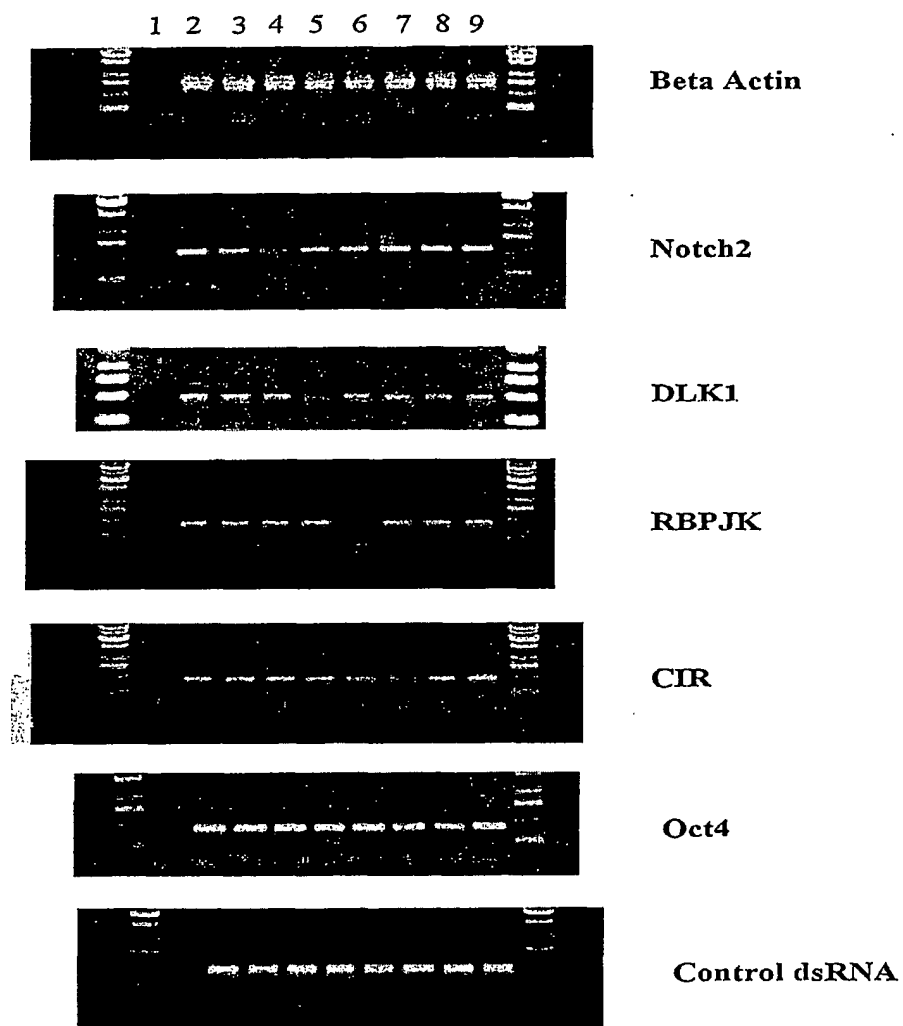 1 2 3 4 5 6 7 8 9
Beta Actin
Notch2
DLK1
RBPJK
CIR
Oct4
Control dsRNA